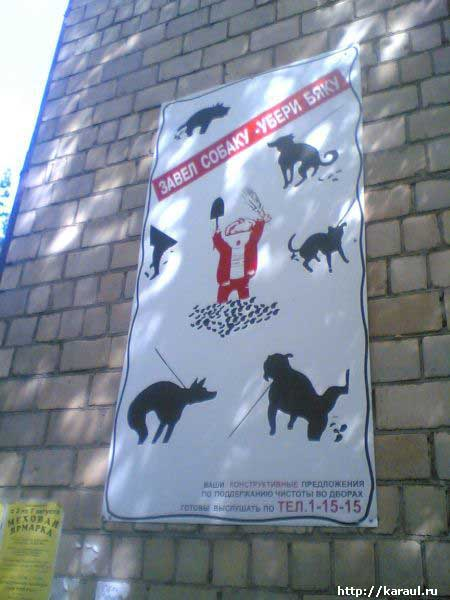 ЗАВЕЛ СОБАКУ - УБЕРИ БЯКУ
ВАШИ КОНСТРУКТИВНЫЕ ПРЕДЛОЖЕНИЯ
ПО ПОДДЕРЖАНИЮ ЧИСТОТЫ ВО ДВОРАХ
ГОТОВЫ ВЫСЛУШАТЬ ПО ТЕЛ. 1-15-15
МЕХОВАЯ
ЯРМАРКА
http://karaul.ru